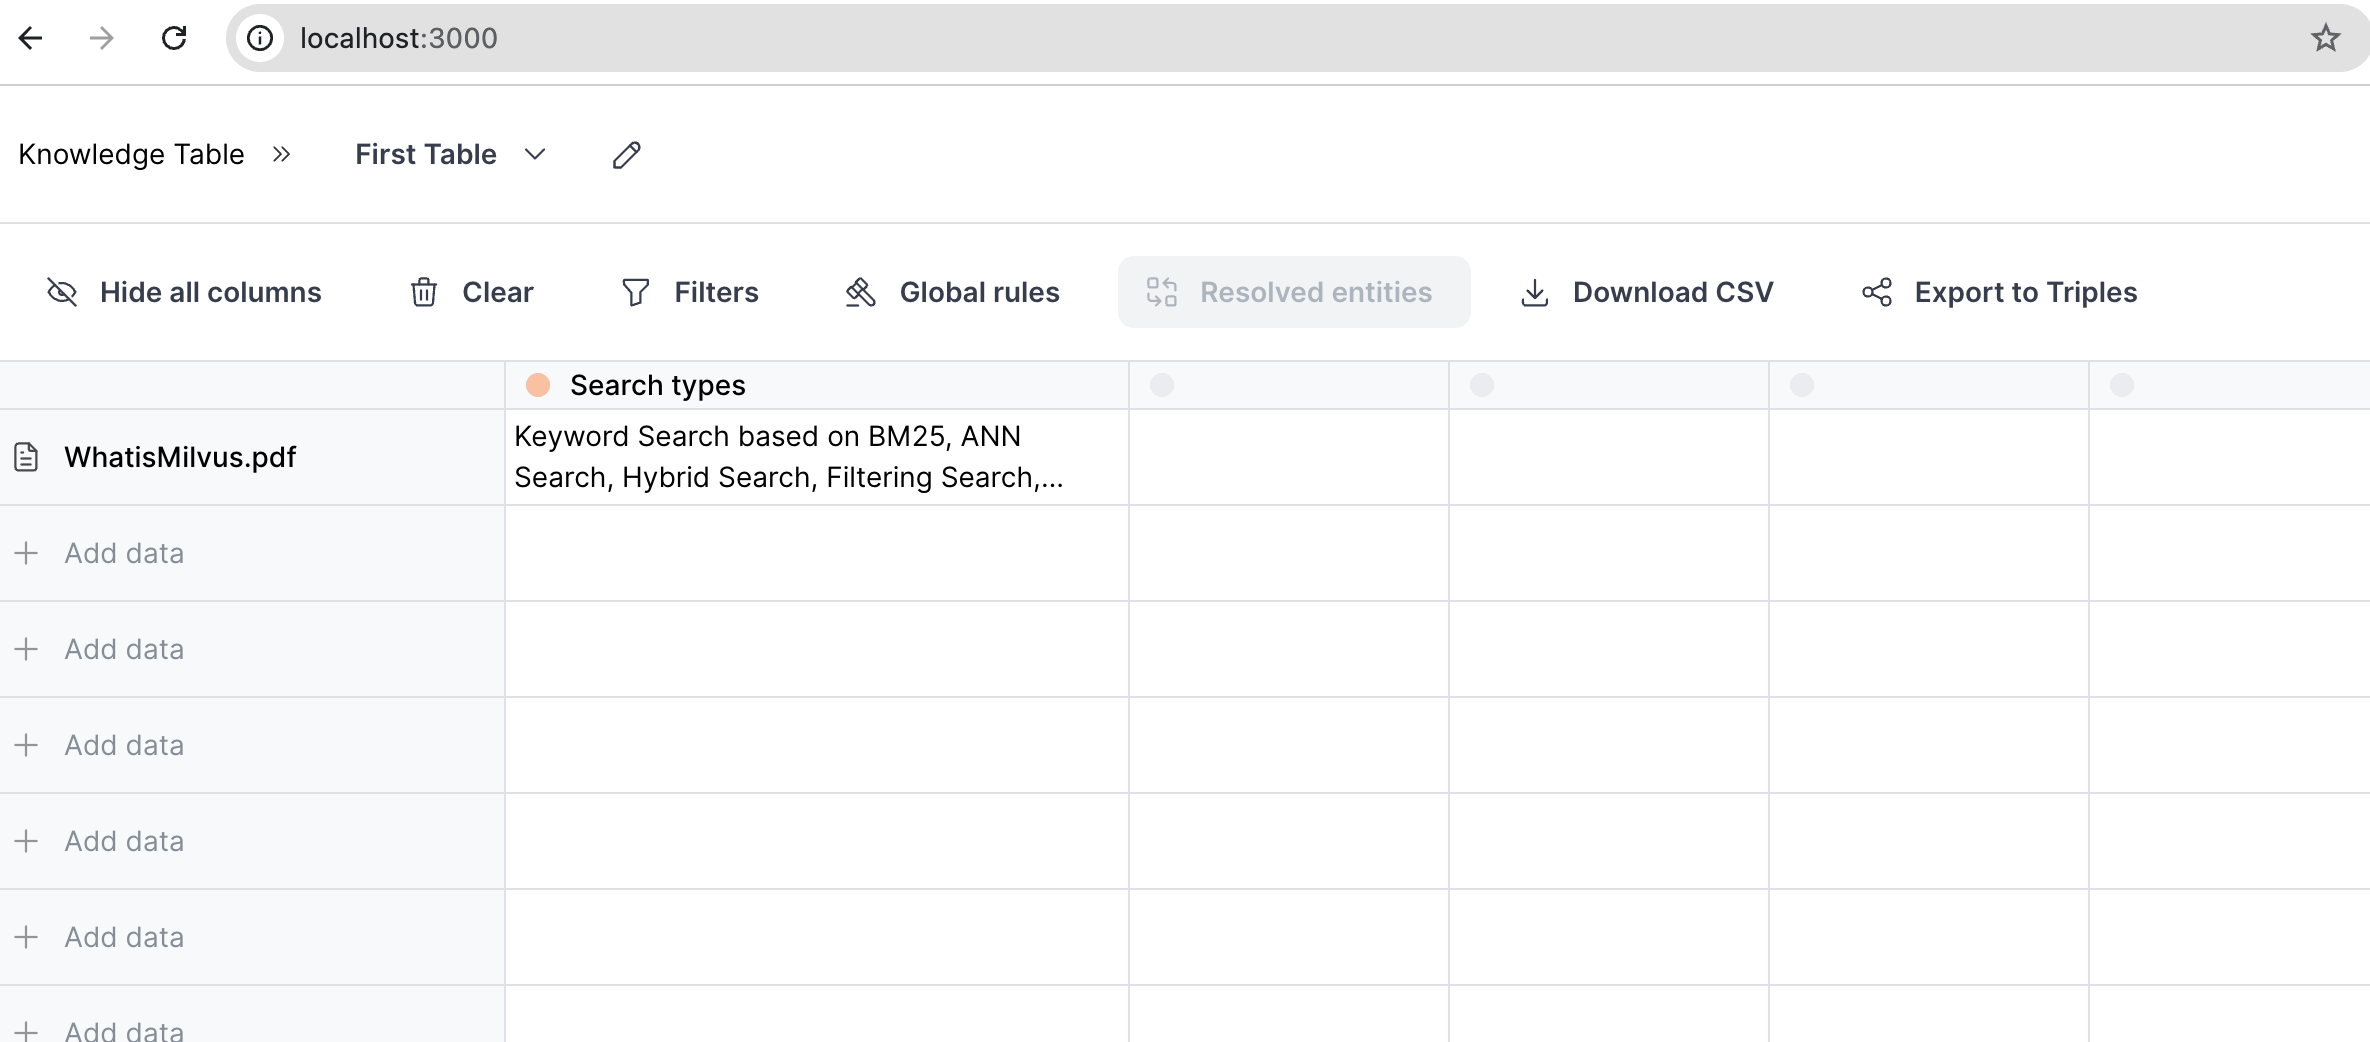 localhost:3000
Knowledge Table
First Table
Hide all columns
Clear
Filters
Global rules
Resolved entities
Download CSV
Export to Triples
Search types
WhatisMilvus.pdf
Keyword Search based on BM25, ANN
Search, Hybrid Search, Filtering Search,...
Add data
Add data
Add data
Add data
Add data
Add data